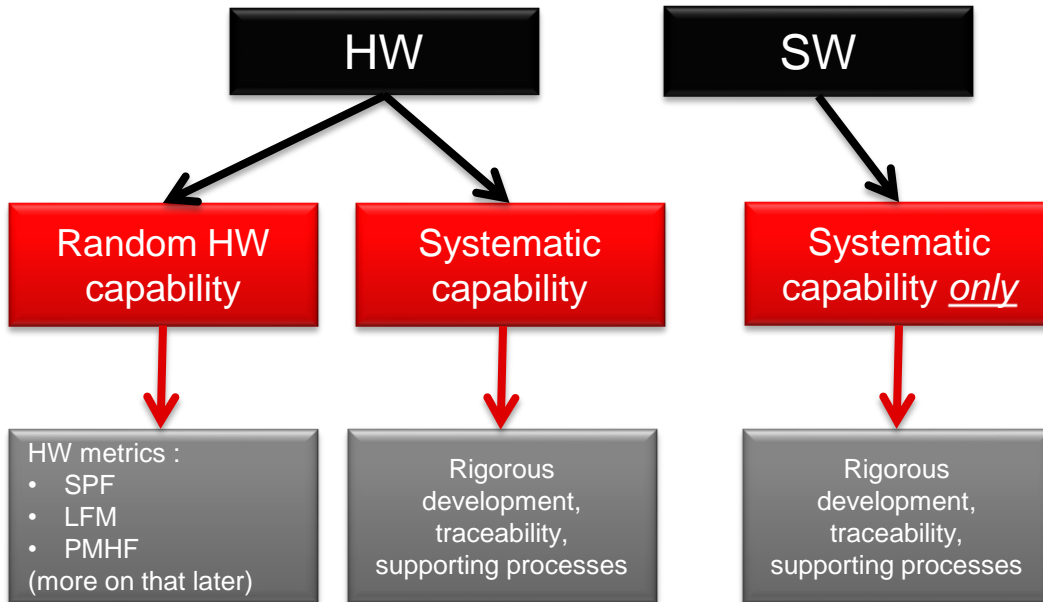 HW
SW
Random HW
capability
Systematic
capability
Systematic
capability only
HW metrics :
• SPF
• LFM
• PMHF
(more on that later)
Rigorous
development,
traceability,
supporting processes
Rigorous
development,
traceability,
supporting processes